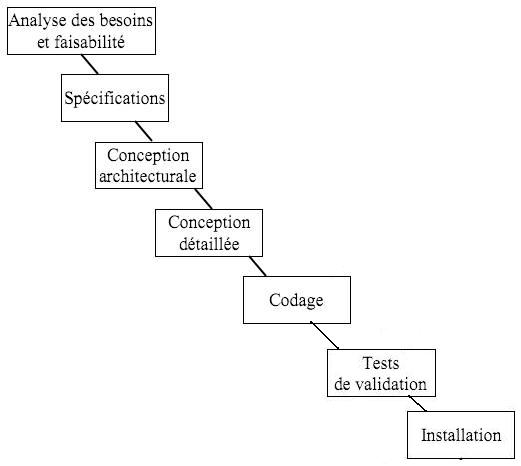 Analyse des besoins
et faisabilité
Spécifications
Conception
architecturale
Conception
détaillée
Codage
Tests
de validation
Installation